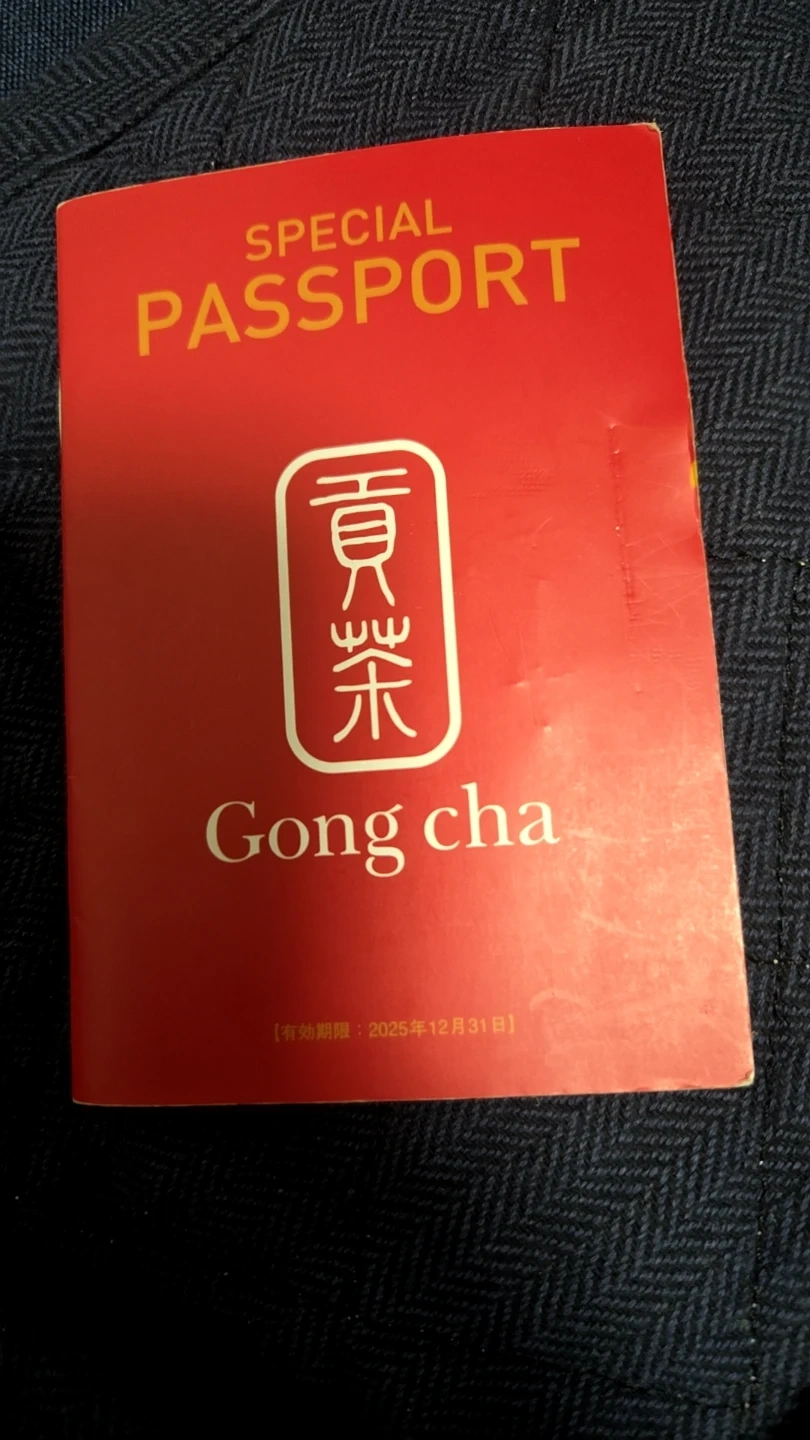 SPECIAL
PASSPORT
貢
茶
Gong cha
【有効期限：2025年12月31日】